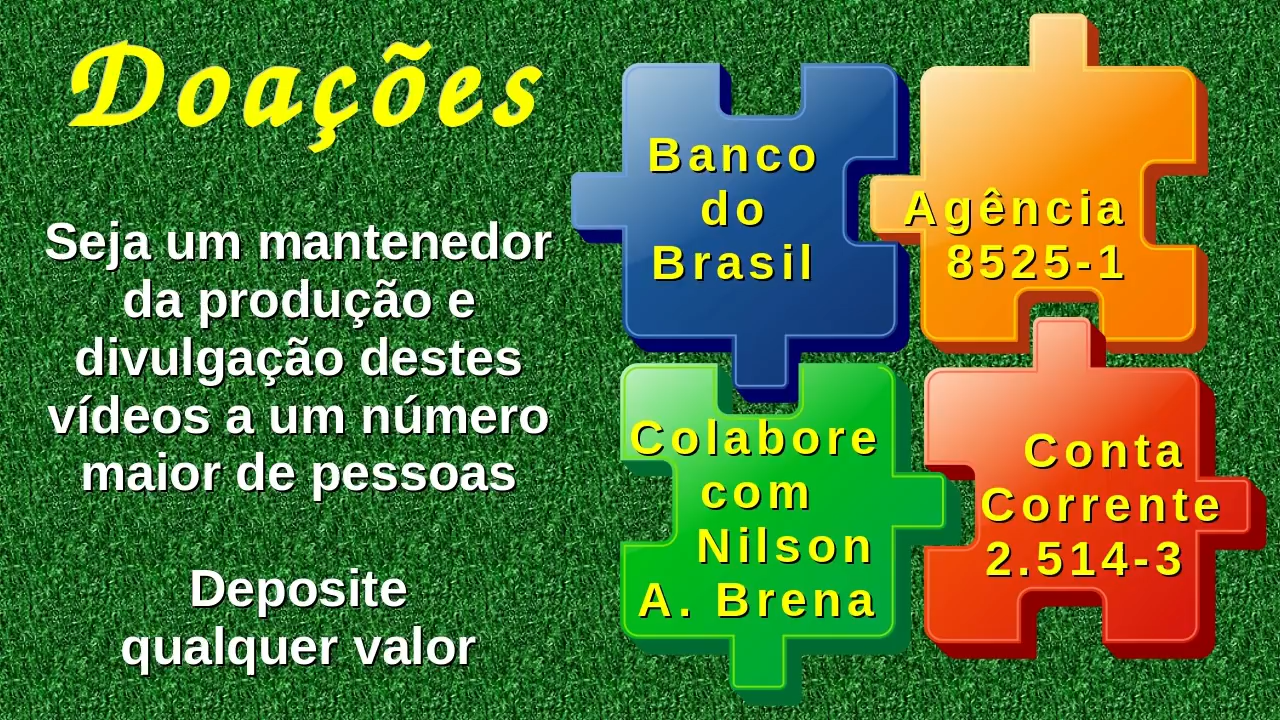 Doações
Seja um mantenedor
da produção e
divulgação destes
vídeos a um número
maior de pessoas
Deposite
qualquer valor
Banco
do
Brasil
Agência
8525-1
Colabore
com
Nilson
A. Brena
Conta
Corrente
2.514-3